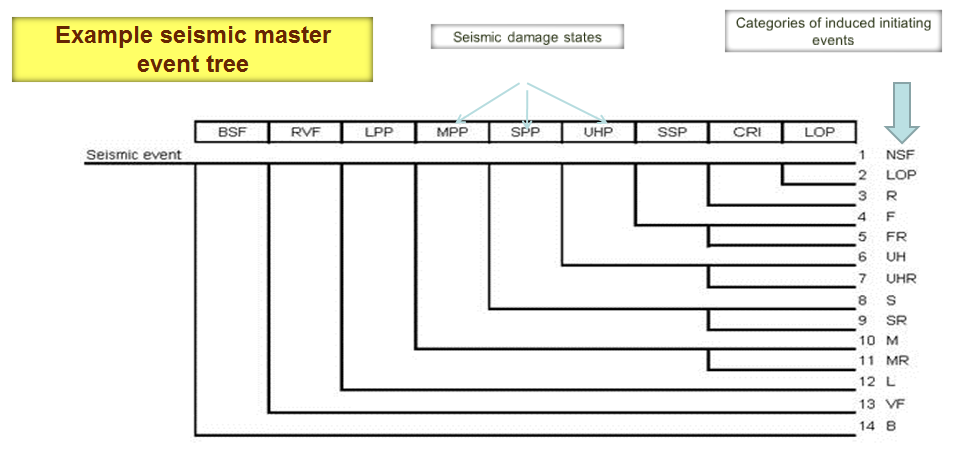 Example seismic master
event tree
Seismic damage states
Categories of induced initiating
events
BSF RVF LPP MPP SPP UHP SSP CRI LOP
Seismic event
1 NSF
2 LOP
3 R
4 F
5 FR
6 UH
7 UHR
8 S
9 SR
10 M
11 MR
12 L
13 VF
14 B